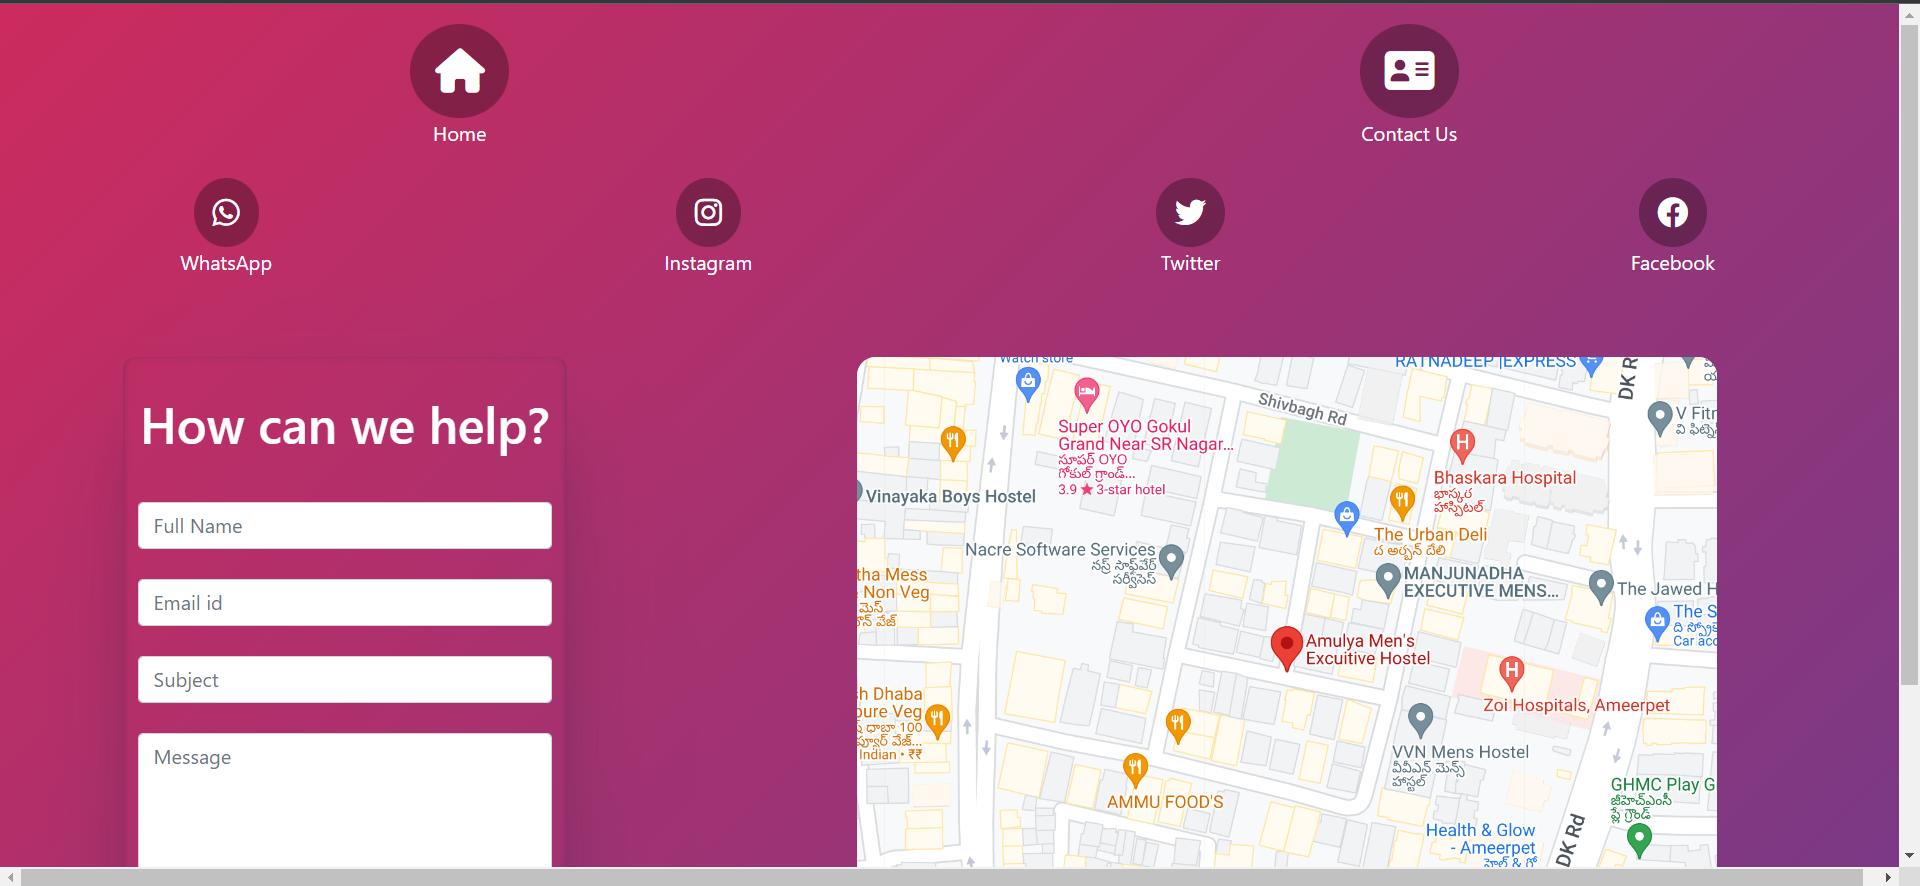 Home
Contact Us
WhatsApp
Instagram
Twitter
Facebook
How can we help?
Full Name
Email id
Subject
Message
Watch store
RATNADEEP |EXPRESS
DK R
Shivbagh Rd
Super OYO Gokul
Grand Near SR Nagar...
సూపర్ OYO
గోకుల్ గ్రాండ్...
3.9 ★ 3-star hotel
V Fitn
వి ఫిట్నె
Bhaskara Hospital
భాస్కర
హాస్పిటల్
Vinayaka Boys Hostel
The Urban Deli
ద అర్బన్ డేలి
Nacre Software Services
నక్ర్ సాఫ్ట్‌వేర్
సర్వీసెస్
MANJUNADHA
EXECUTIVE MENS...
tha Mess
Non Veg
మెస్
నాన్ వేజ్
The Jawed H
The S
ది స్పోర్
Car acc
Amulya Men's
Excuitive Hostel
Zoi Hospitals, Ameerpet
sh Dhaba
pure Veg
ధాబా 100
ప్యూర్ వేజ్...
Indian • ₹₹
VVN Mens Hostel
వీవీఎన్ మెన్స్
హాస్టల్
AMMU FOOD'S
GHMC Play G
జీహెచ్ఎంసీ
ప్లే గ్రౌండ్
Health & Glow
- Ameerpet
హెల్త్ & గ్లో
DK Rd